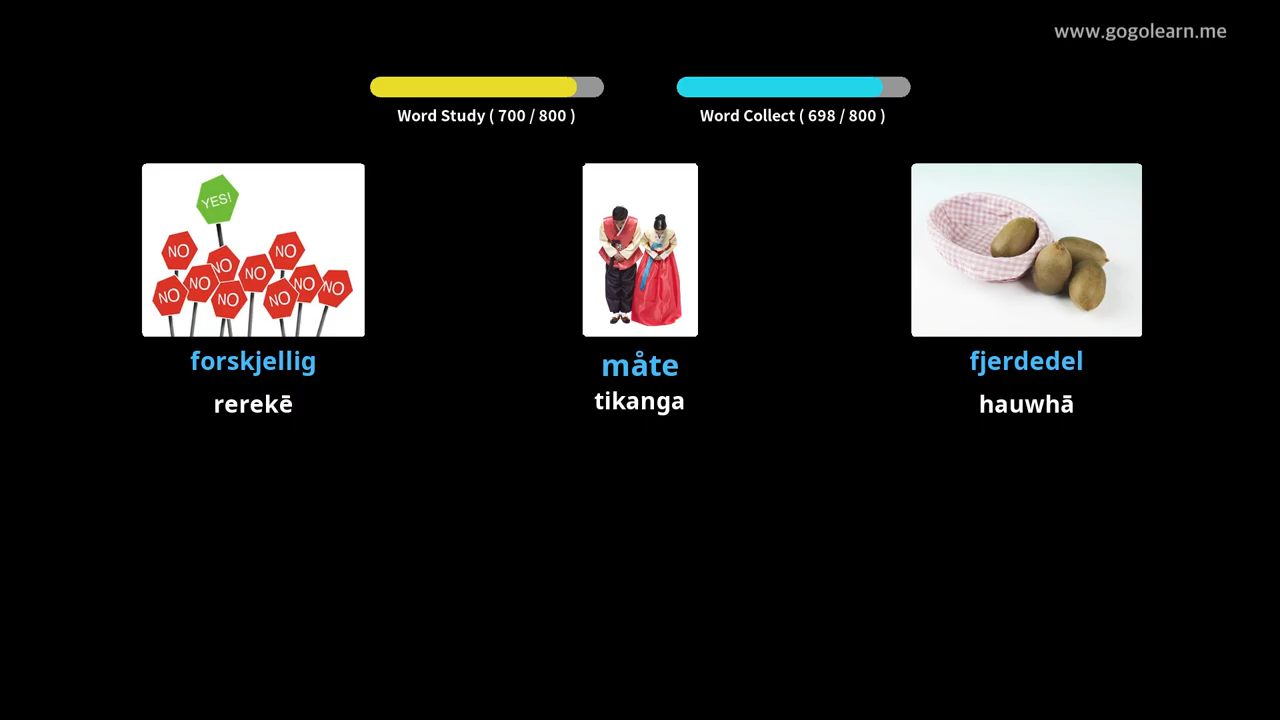 www.gogolearn.me
Word Study ( 700 / 800 )
Word Collect ( 698 / 800 )
YES!
NO
NO
NO
NO
NO
NO
NO
NO
NO
NO
forskjellig
måte
fjerdedel
rerekē
tikanga
hauwhā